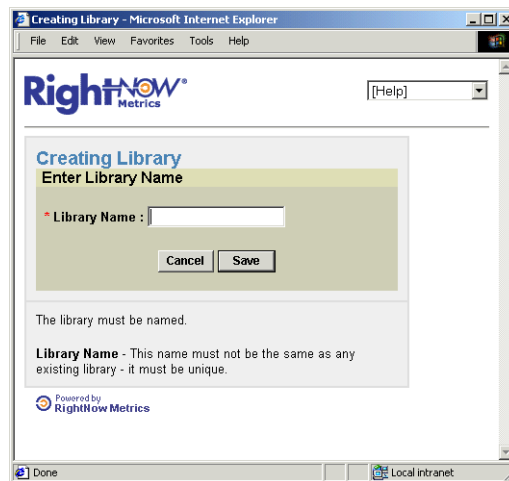 Creating Library - Microsoft Internet Explorer
File Edit View Favorites Tools Help
RightNOW®
Metrics
[Help]
Creating Library
Enter Library Name
* Library Name :
Cancel Save
The library must be named.
Library Name - This name must not be the same as any
existing library - it must be unique.
Powered by
RightNow Metrics
Done Local intranet